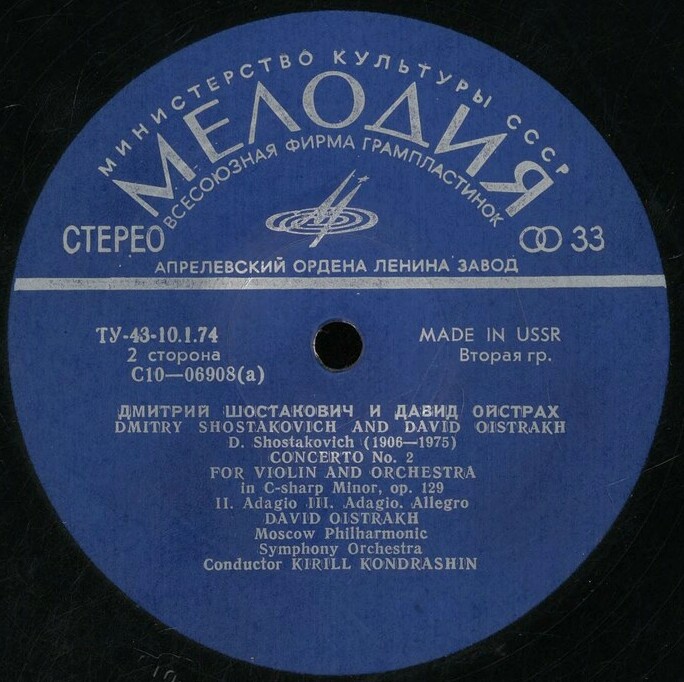 МИНИСТЕРСТВО КУЛЬТУРЫ СССР
МЕЛОДИЯ
ВСЕСОЮЗНАЯ ФИРМА ГРАМПЛАСТИНОК
СТЕРЕО
33
АПРЕЛЕВСКИЙ ОРДЕНА ЛЕНИНА ЗАВОД
ТУ-43-10.1.74
MADE IN USSR
2 сторона
Вторая гр.
С10—06908(а)
ДМИТРИЙ ШОСТАКОВИЧ И ДАВИД ОЙСТРАХ
DMITRY SHOSTAKOVICH AND DAVID OISTRAKH
D. Shostakovich (1906—1975)
CONCERTO No. 2
FOR VIOLIN AND ORCHESTRA
in C-sharp Minor, op. 129
II. Adagio III. Adagio. Allegro
DAVID OISTRAKH
Moscow Philharmonic
Symphony Orchestra
Conductor KIRILL KONDRASHIN